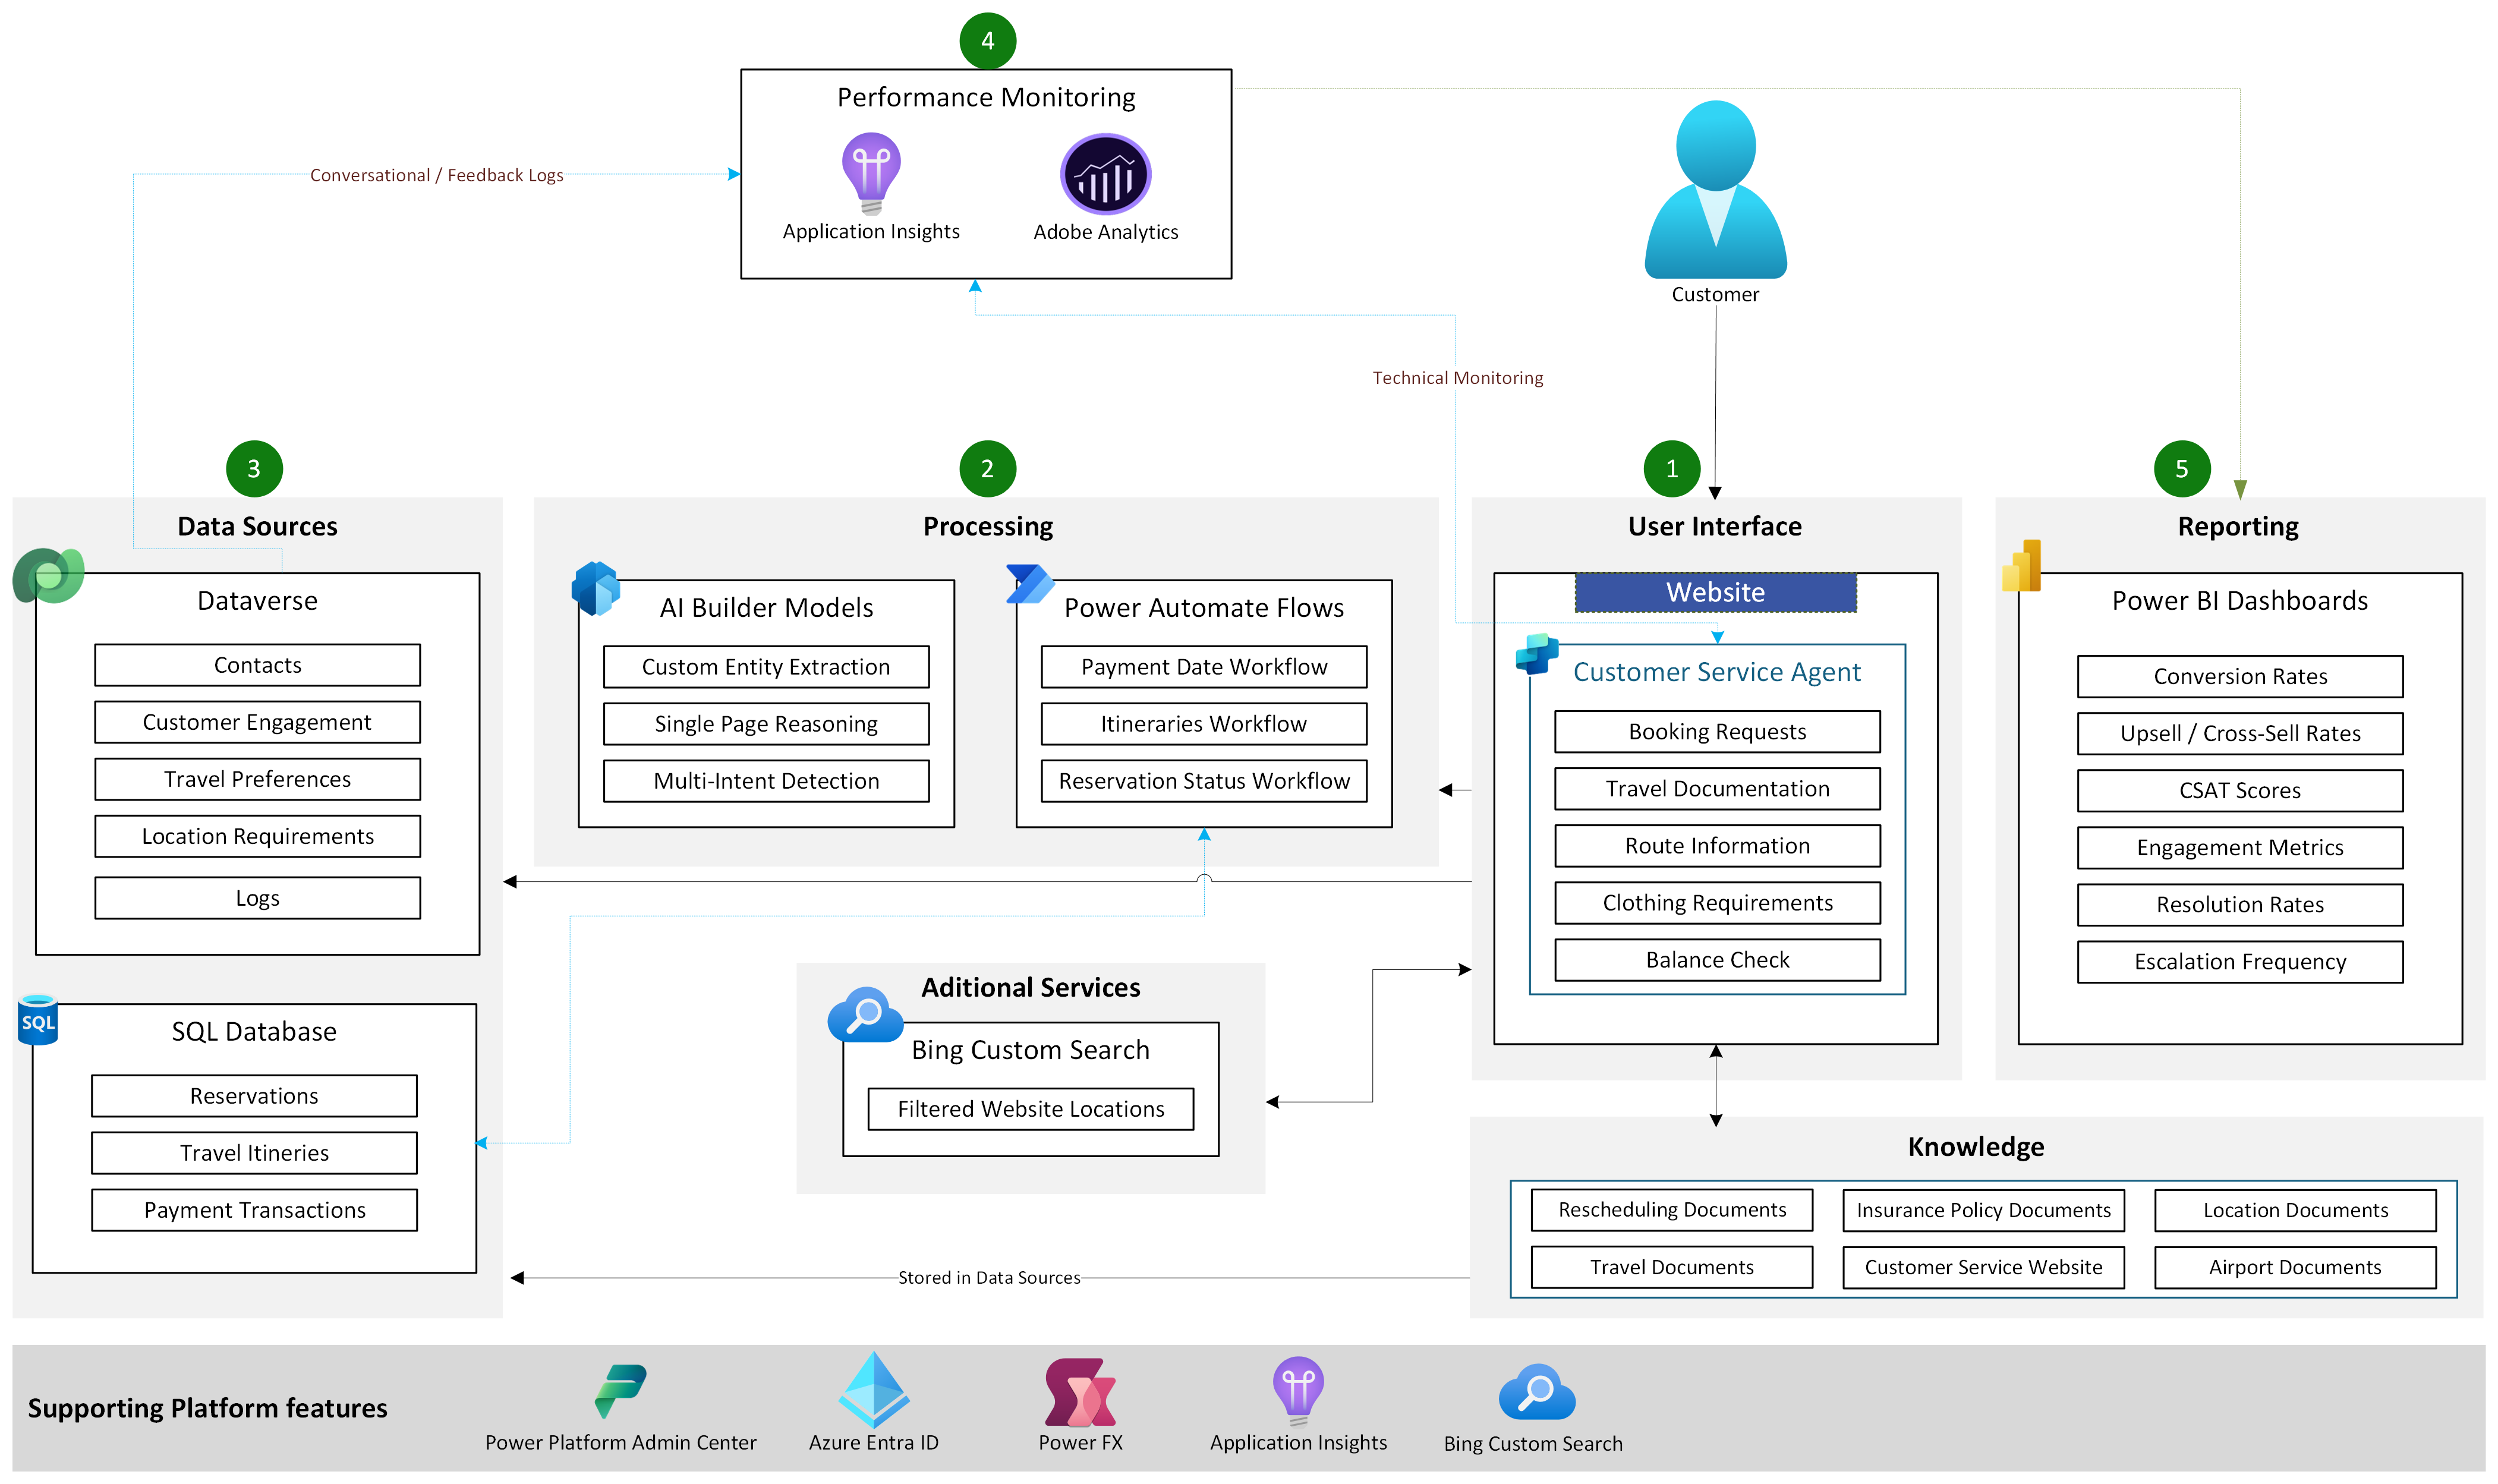 4
Performance Monitoring
Application Insights
Adobe Analytics
Conversational / Feedback Logs
Customer
Technical Monitoring
3
Data Sources
Dataverse
Contacts
Customer Engagement
Travel Preferences
Location Requirements
Logs
SQL
SQL Database
Reservations
Travel Itineries
Payment Transactions
2
Processing
AI Builder Models
Custom Entity Extraction
Single Page Reasoning
Multi-Intent Detection
Power Automate Flows
Payment Date Workflow
Itineraries Workflow
Reservation Status Workflow
Aditional Services
Bing Custom Search
Filtered Website Locations
1
User Interface
Website
Customer Service Agent
Booking Requests
Travel Documentation
Route Information
Clothing Requirements
Balance Check
5
Reporting
Power BI Dashboards
Conversion Rates
Upsell / Cross-Sell Rates
CSAT Scores
Engagement Metrics
Resolution Rates
Escalation Frequency
Knowledge
Rescheduling Documents
Insurance Policy Documents
Location Documents
Travel Documents
Customer Service Website
Airport Documents
Stored in Data Sources
Supporting Platform features
Power Platform Admin Center
Azure Entra ID
Power FX
Application Insights
Bing Custom Search